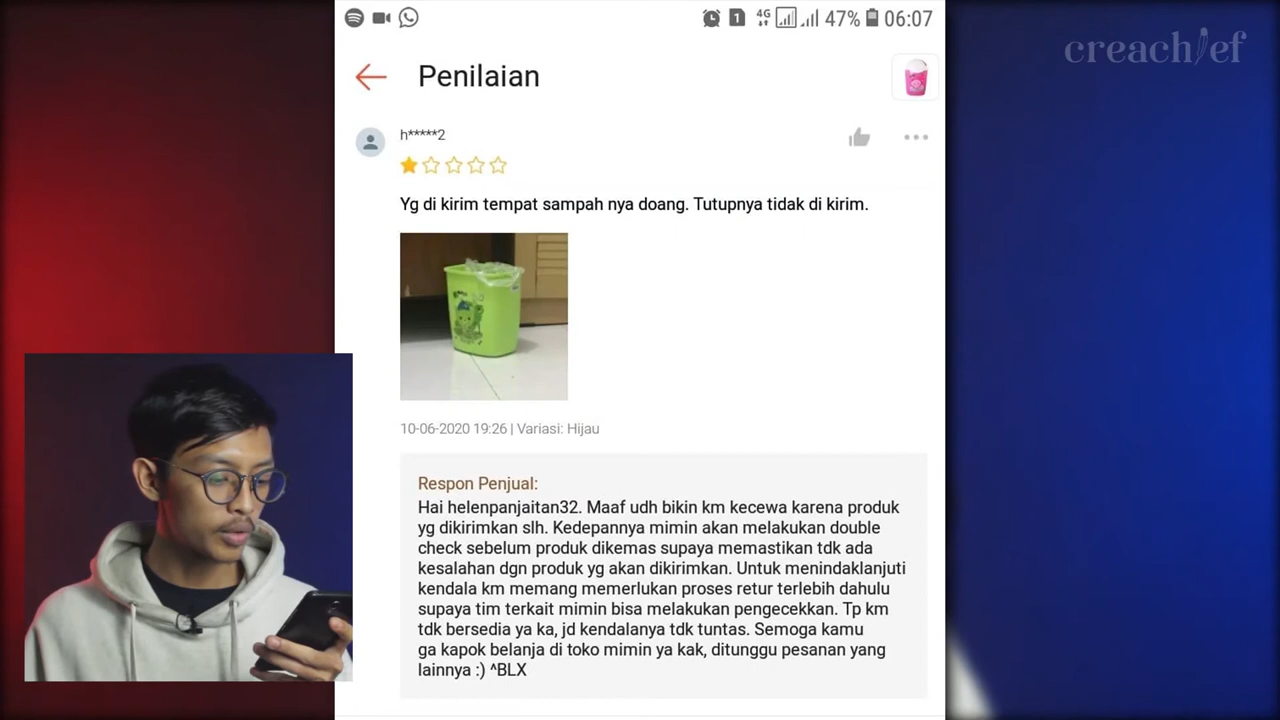 4G
47%
06:07
creachief
Penilaian
h*****2
Yg di kirim tempat sampah nya doang. Tutupnya tidak di kirim.
10-06-2020 19:26 | Variasi: Hijau
Respon Penjual:
Hai helenpanjaitan32. Maaf udh bikin km kecewa karena produk
yg dikirimkan slh. Kedepannya mimin akan melakukan double
check sebelum produk dikemas supaya memastikan tdk ada
kesalahan dgn produk yg akan dikirimkan. Untuk menindaklanjuti
kendala km memang memerlukan proses retur terlebih dahulu
supaya tim terkait mimin bisa melakukan pengecekkan. Tp km
tdk bersedia ya ka, jd kendalanya tdk tuntas. Semoga kamu
ga kapok belanja di toko mimin ya kak, ditunggu pesanan yang
lainnya :) ^BLX